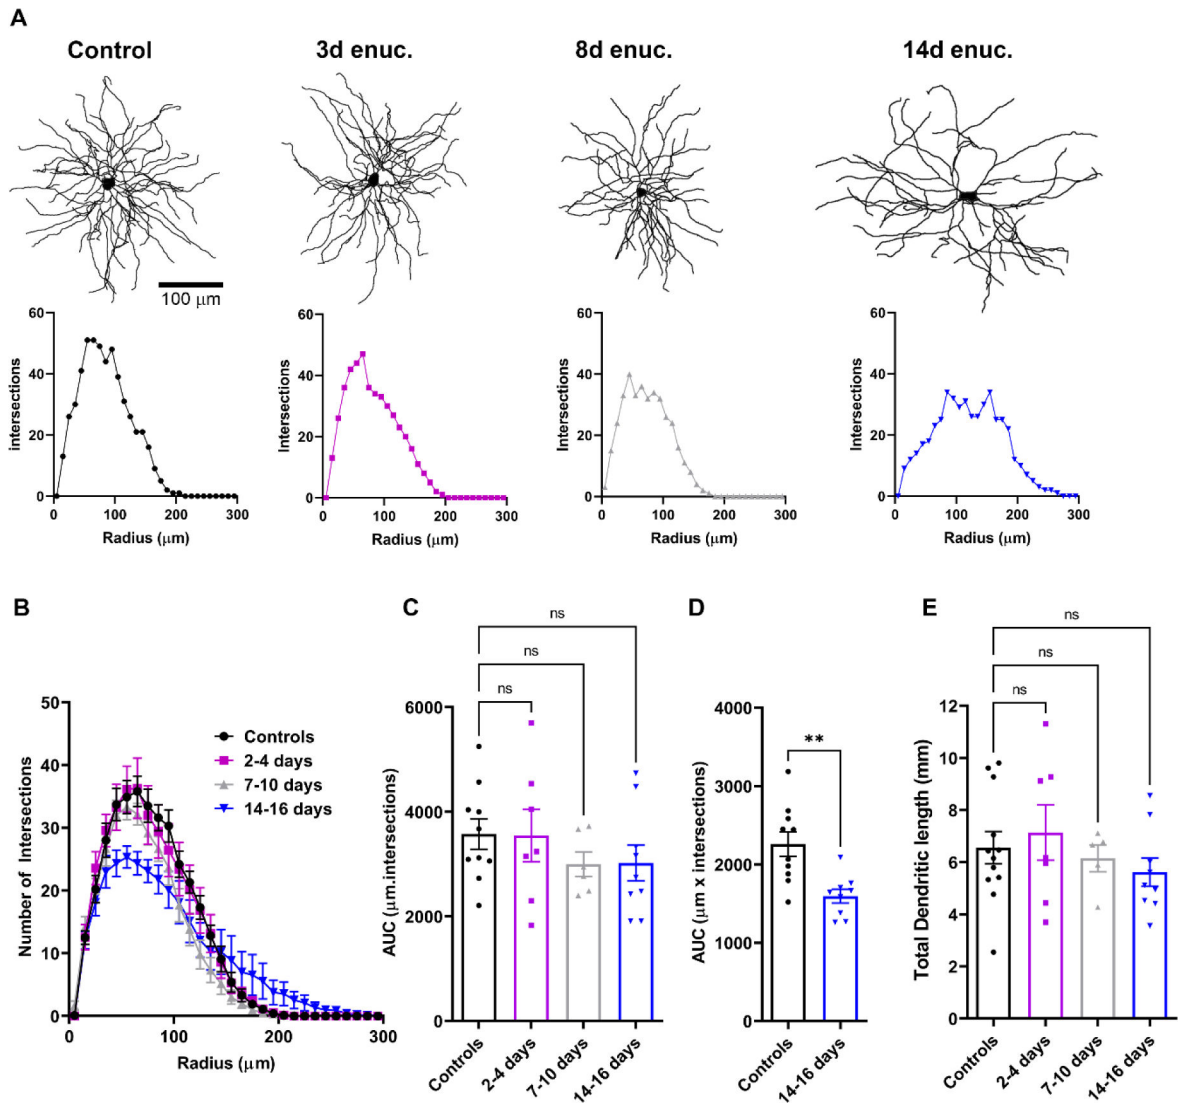 A
Control
3d enuc.
8d enuc.
14d enuc.
100 μm
60
40
20
0
intersections
0
100
200
300
Radius (μm)
60
40
20
0
Intersections
0
100
200
300
Radius (μm)
60
40
20
0
Intersections
0
100
200
300
Radius (μm)
60
40
20
0
Intersections
0
100
200
300
Radius (μm)
B
50
40
30
20
10
0
Number of Intersections
Controls
2-4 days
7-10 days
14-16 days
0
100
200
300
Radius (μm)
C
ns
ns
ns
6000
4000
2000
0
AUC (μm.intersections)
Controls
2-4 days
7-10 days
14-16 days
D
**
4000
3000
2000
1000
0
AUC (μm x intersections)
Controls
14-16 days
E
ns
ns
ns
12
10
8
6
4
2
0
Total Dendritic length (mm)
Controls
2-4 days
7-10 days
14-16 days